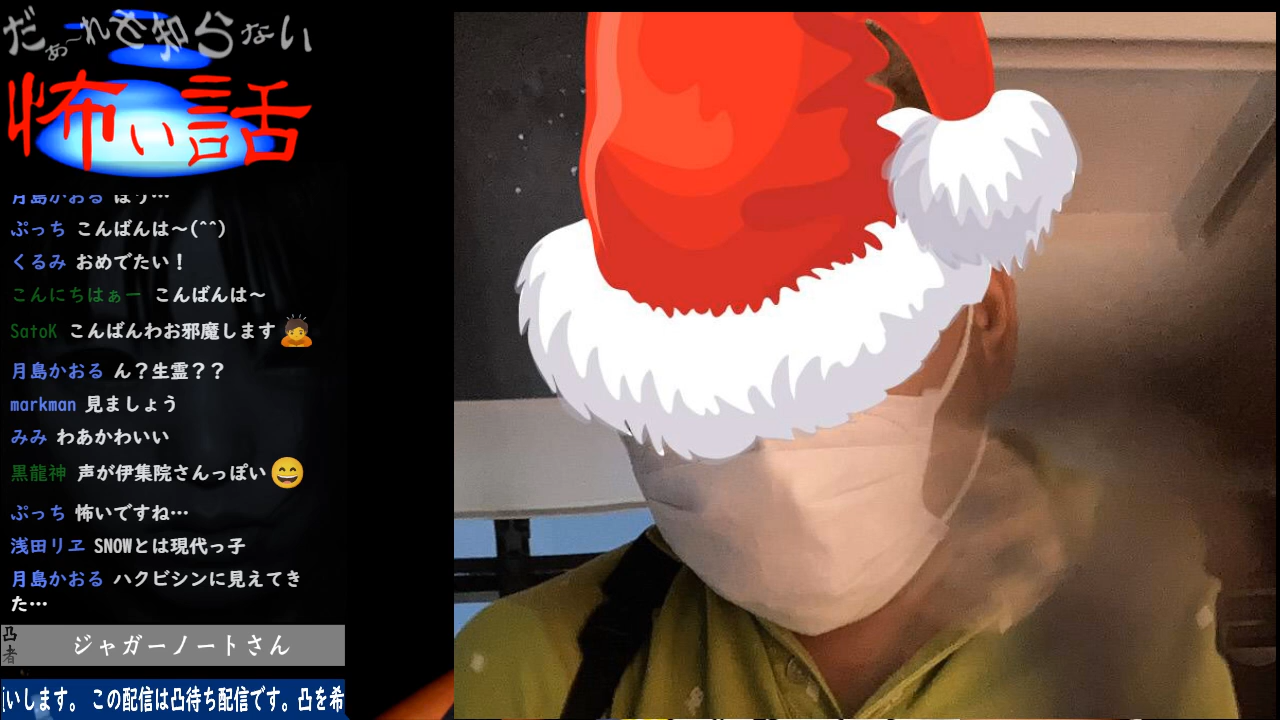 だぁ～れも知らない
怖い話
月島かおる ほう…
ぷっち こんばんは～(^^)
くるみ おめでたい！
こんにちはぁー こんばんは～
SatoK こんばんわお邪魔します🙇
月島かおる ん？生霊？？
markman 見ましょう
みみ わあかわいい
黒龍神 声が伊集院さんっぽい😄
ぷっち 怖いですね…
浅田リヱ SNOWとは現代っ子
月島かおる ハクビシンに見えてき
た…
凸者 ジャガーノートさん
いします。 この配信は凸待ち配信です。凸を希